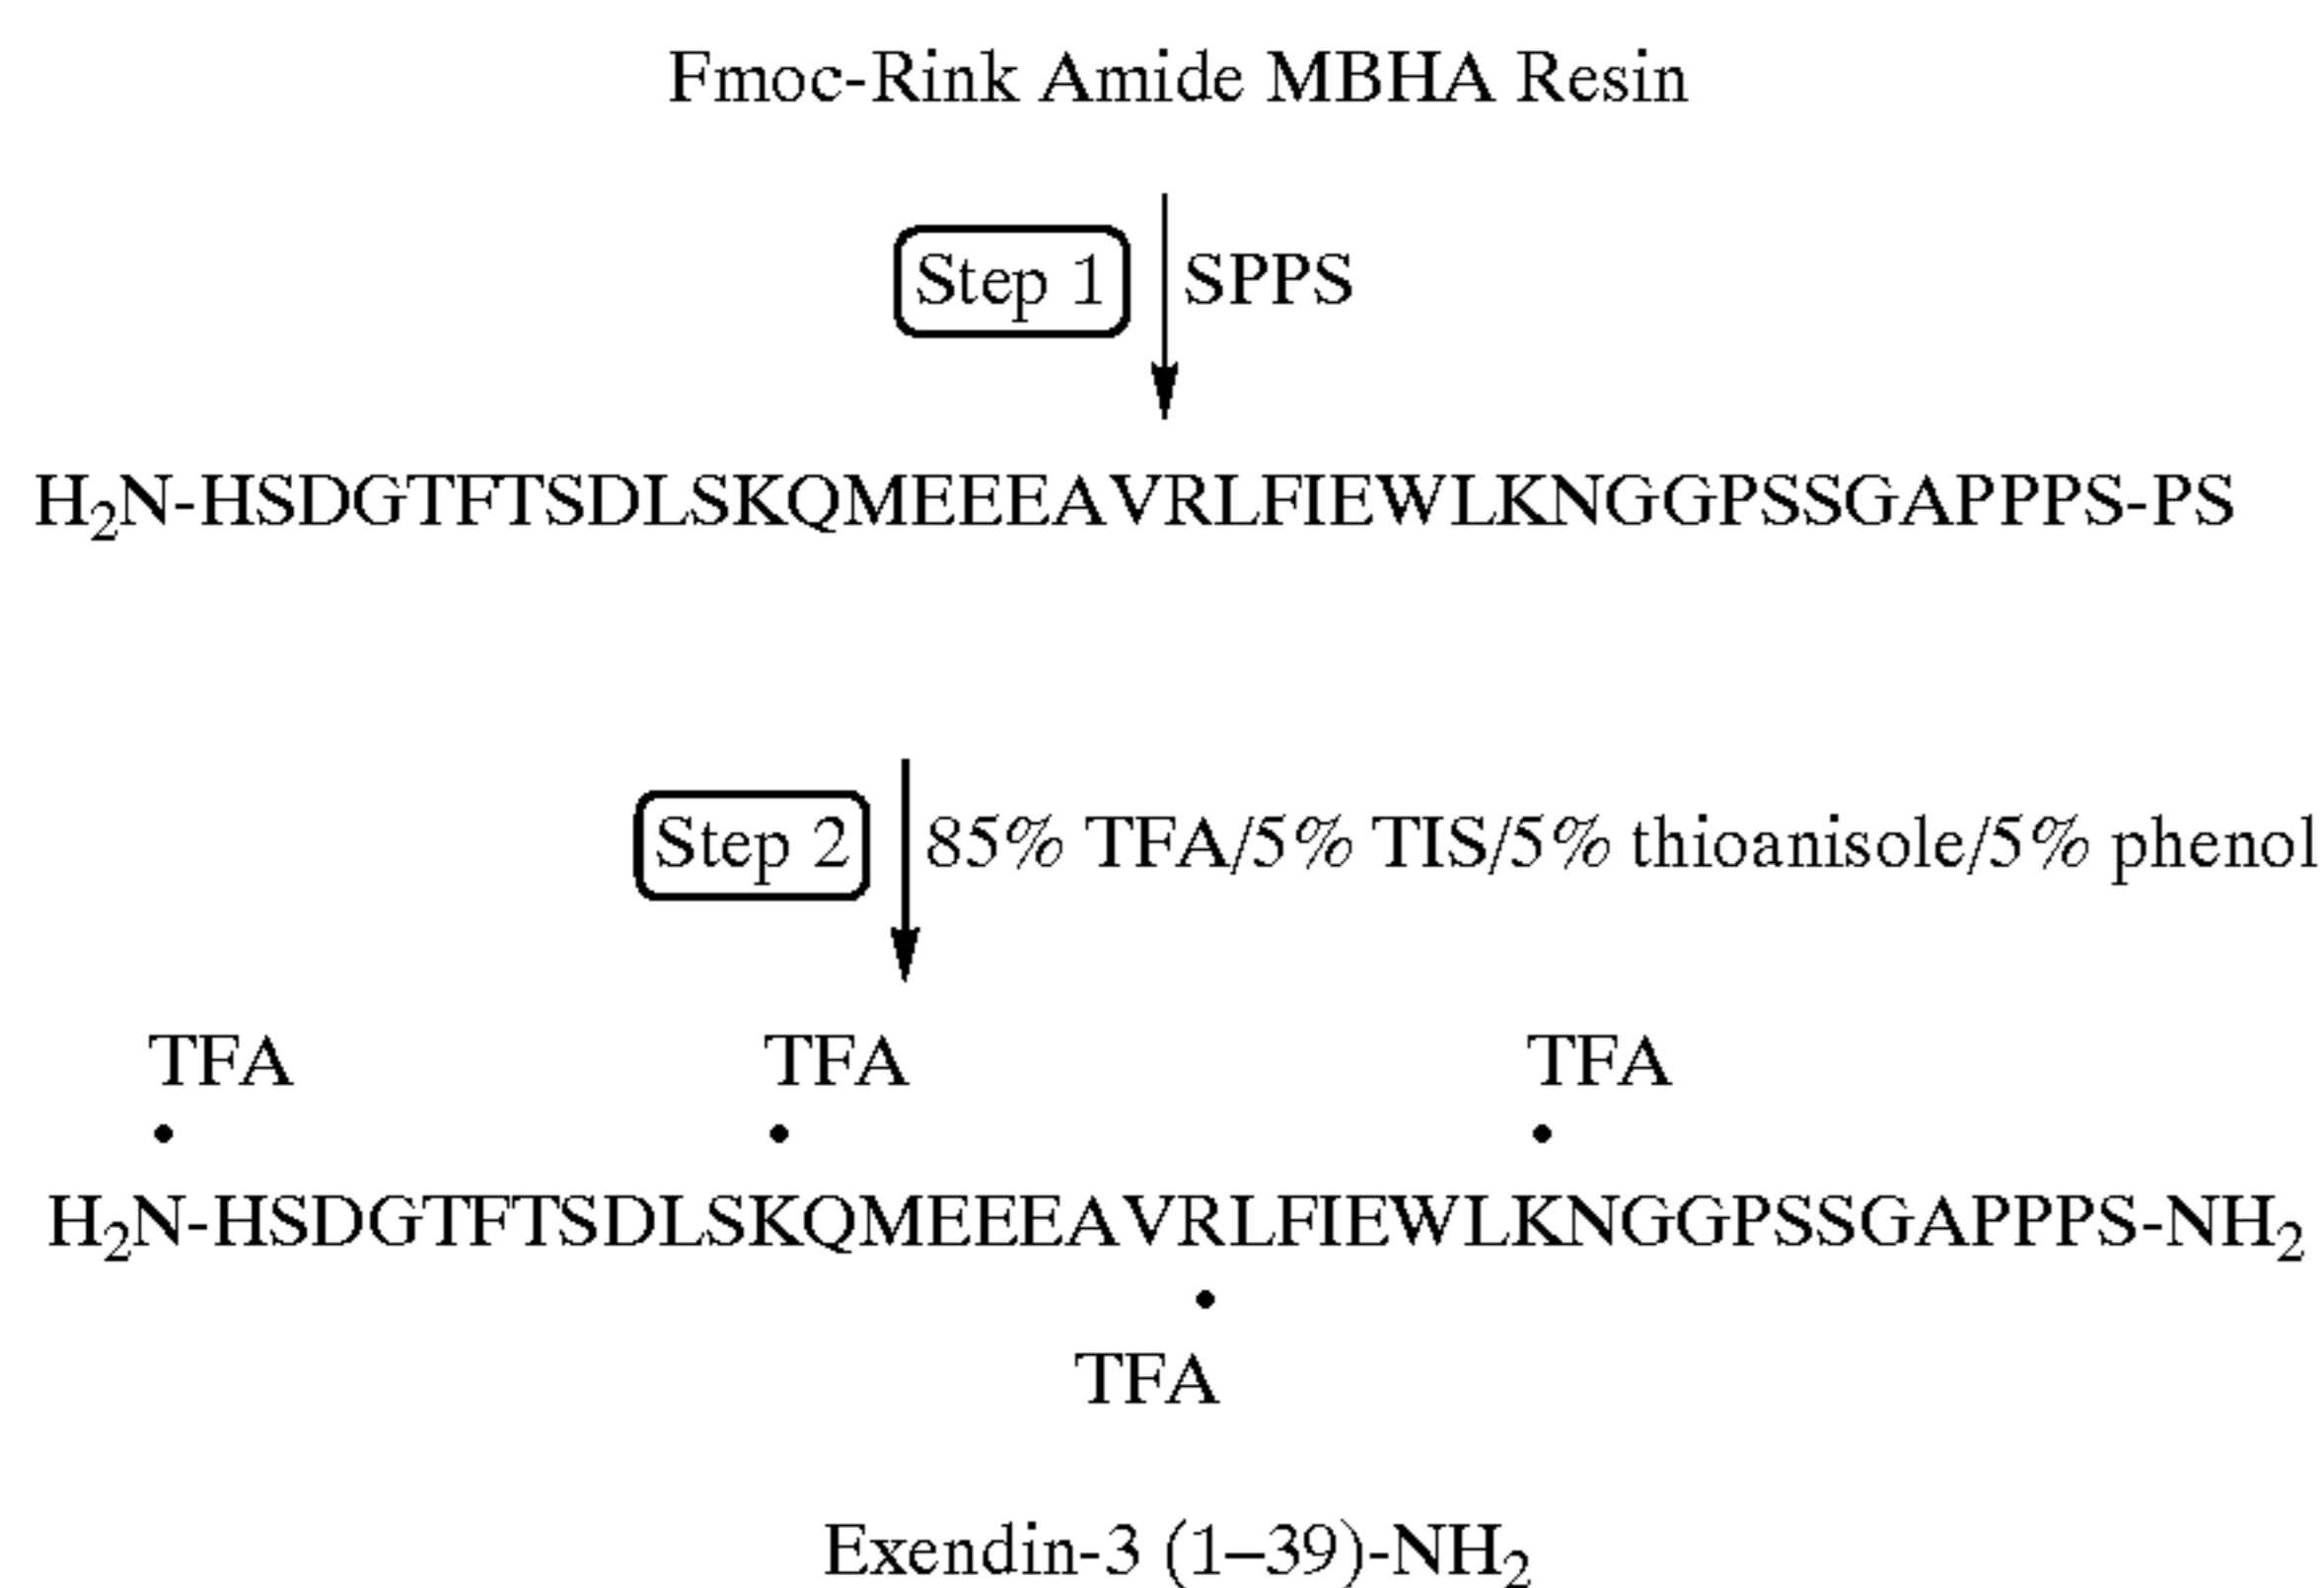 Fmoc-Rink Amide MBHA Resin
Step 1 SPPS
H₂N-HSDGTFTSDLSKQMEEEAVRLFIEWLKNGGPSSGAPPPS-PS
Step 2 85% TFA/5% TIS/5% thioanisole/5% phenol
TFA TFA TFA
• • •
H₂N-HSDGTFTSDLSKQMEEEAVRLFIEWLKNGGPSSGAPPPS-NH₂
•
TFA
Exendin-3 (1–39)-NH₂